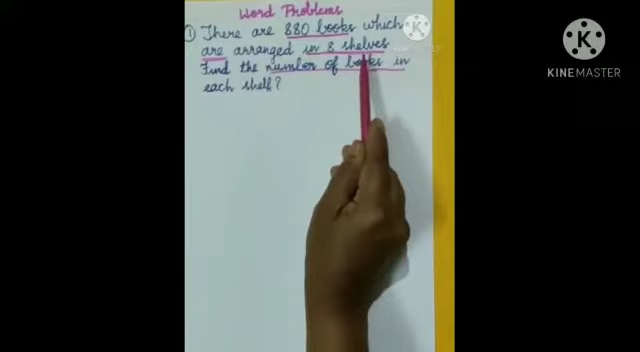 Word Problems
① There are 880 books which
are arranged in 8 shelves
Find the number of books in
each shelf?
KINEMASTER
KINEMASTER